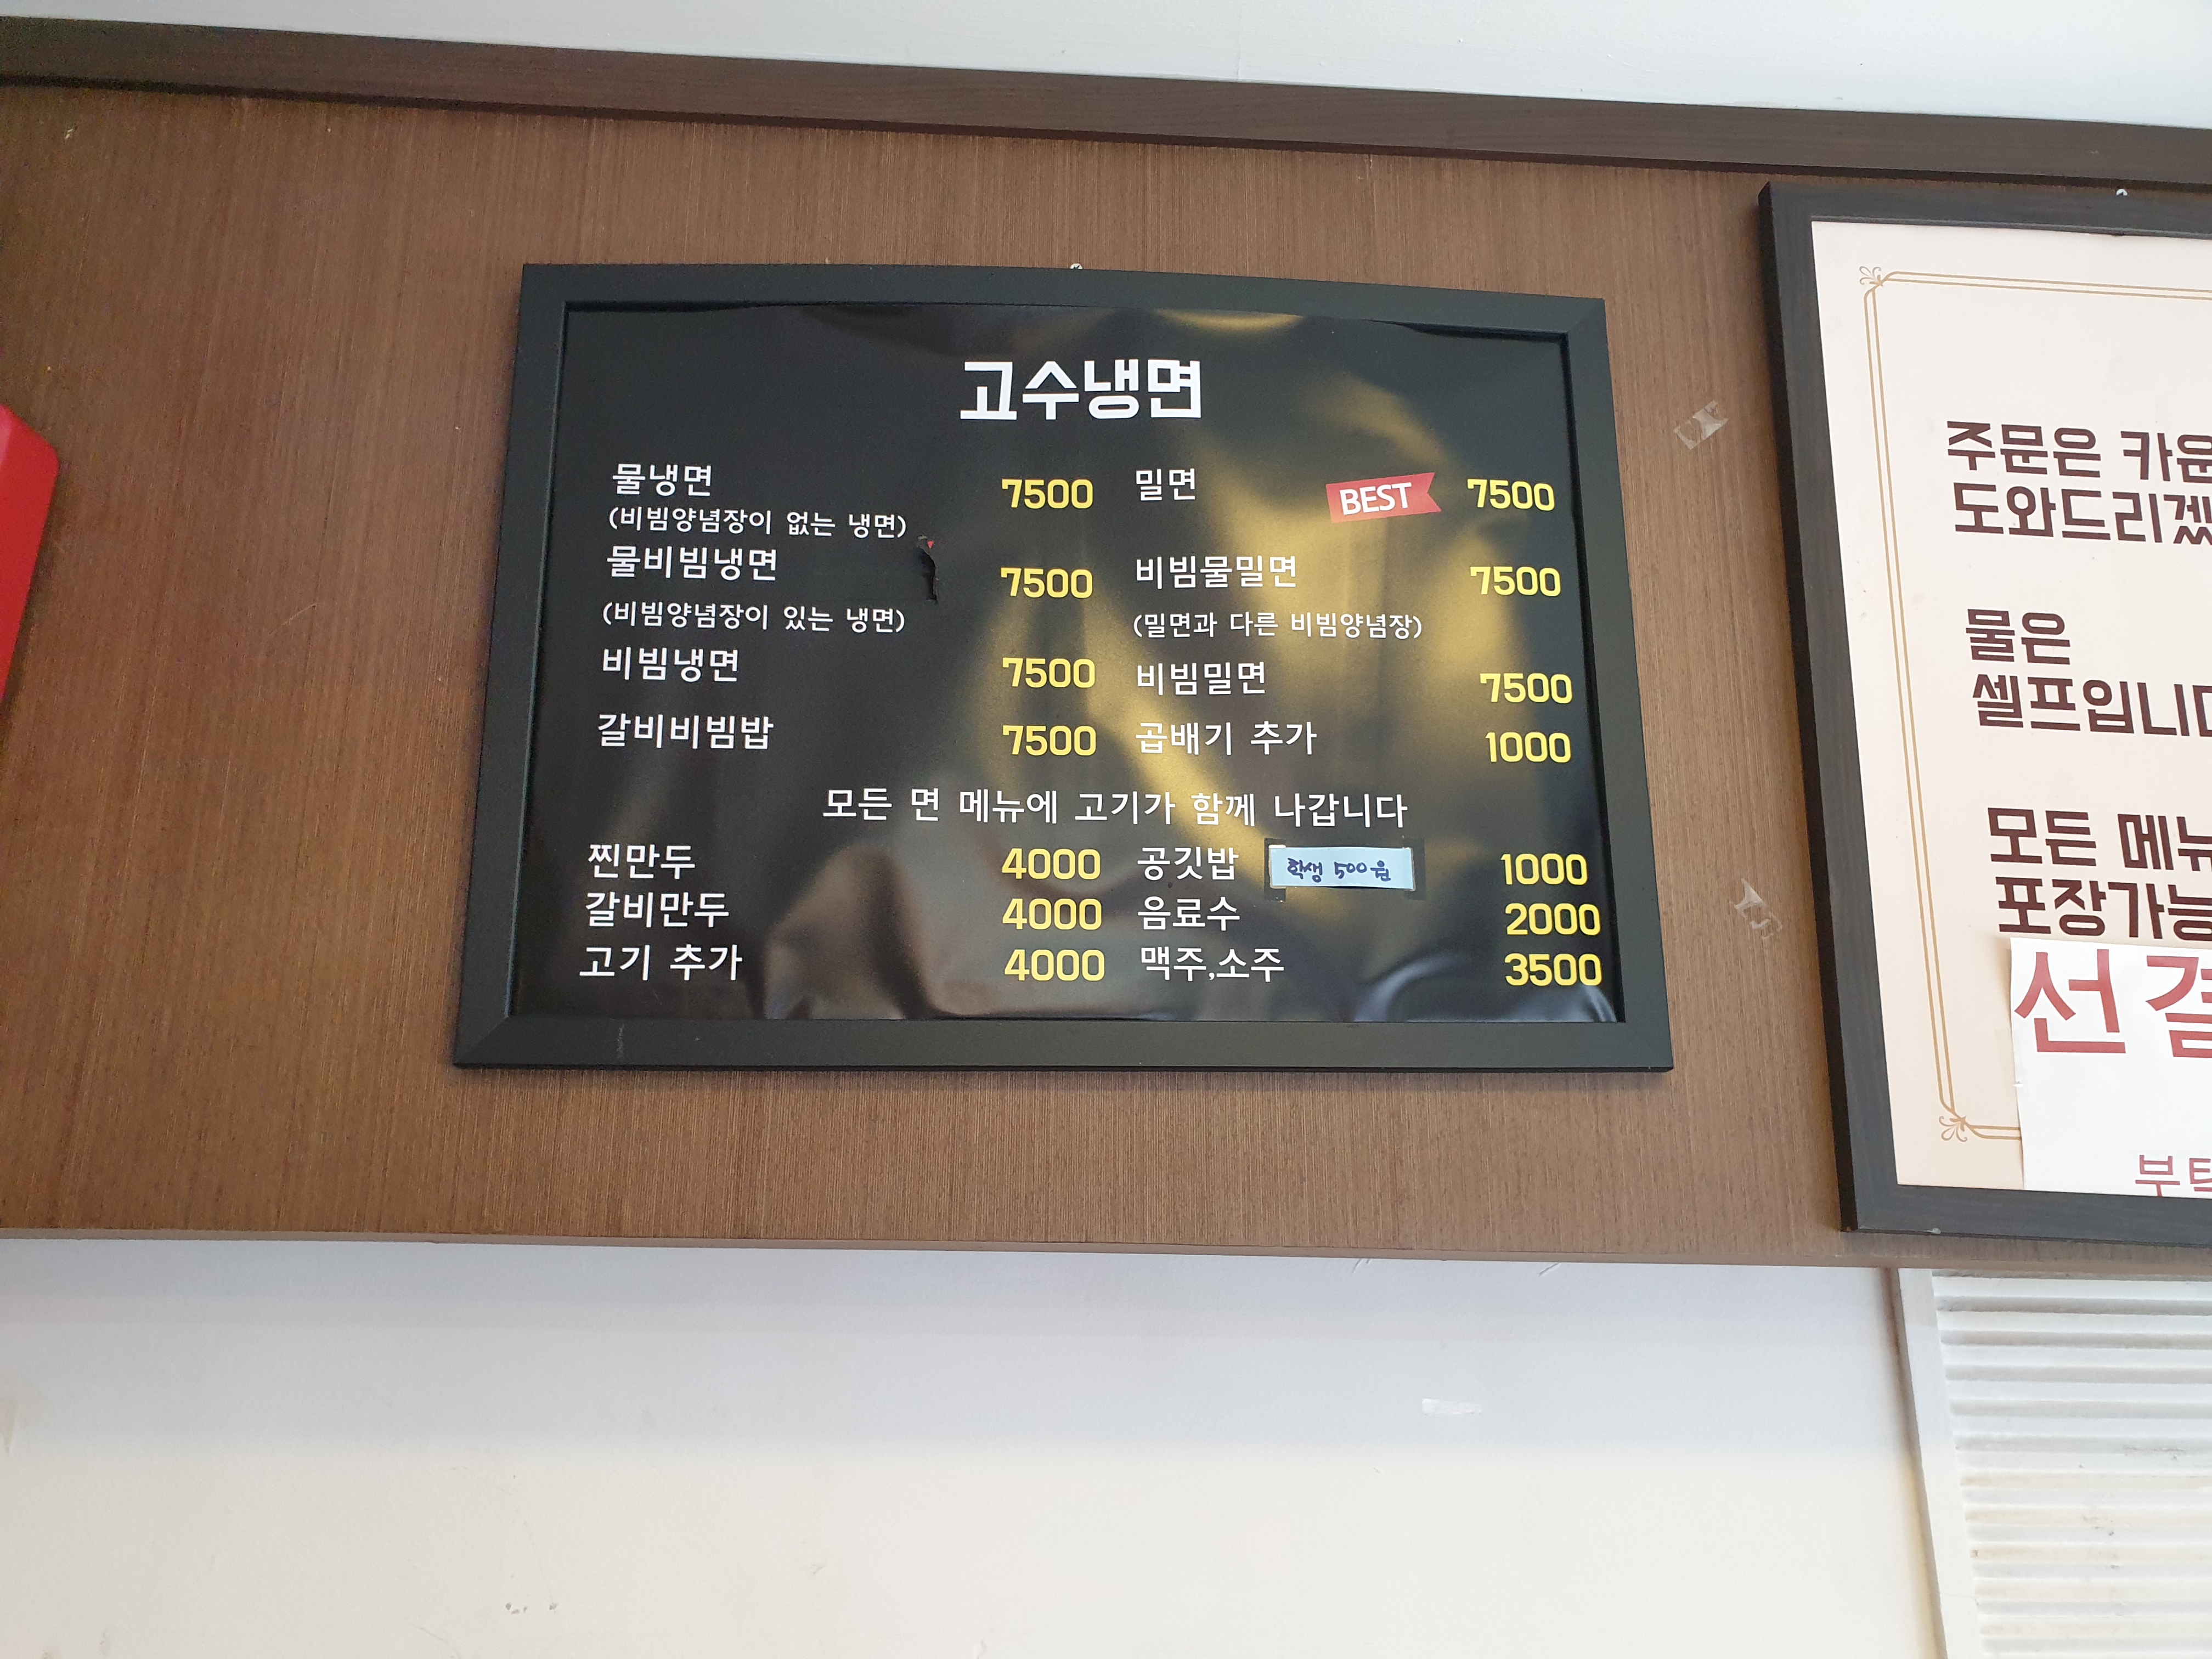 고수냉면
물냉면 7500
(비빔양념장이 없는 냉면)
물비빔냉면 7500
(비빔양념장이 있는 냉면)
비빔냉면 7500
갈비비빔밥 7500
밀면 BEST 7500
비빔물밀면 7500
(밀면과 다른 비빔양념장)
비빔밀면 7500
곱배기 추가 1000
모든 면 메뉴에 고기가 함께 나갑니다
찐만두 4000
갈비만두 4000
고기 추가 4000
공깃밥 학생 500원 1000
음료수 2000
맥주,소주 3500
주문은
도와드리겠
물은
셀프입니다
모든 메뉴
포장가능
선결